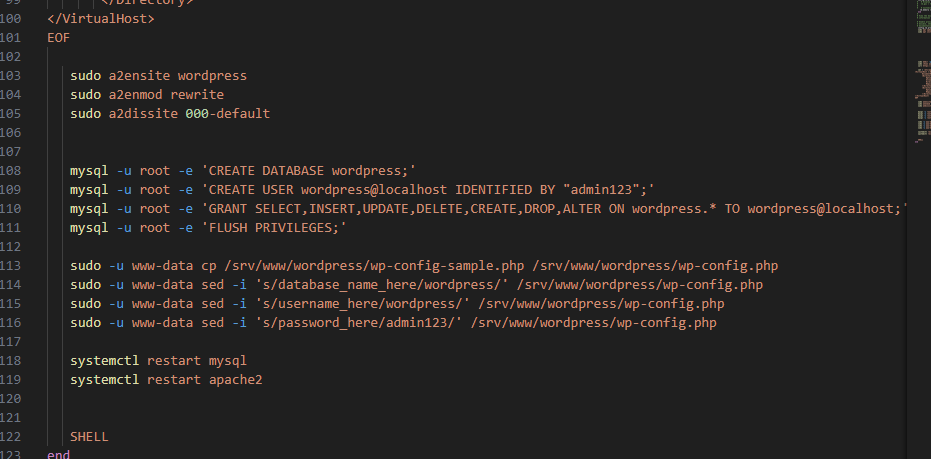 99 </Directory>
100 </VirtualHost>
101 EOF
102
103 sudo a2ensite wordpress
104 sudo a2enmod rewrite
105 sudo a2dissite 000-default
106
107
108 mysql -u root -e 'CREATE DATABASE wordpress;'
109 mysql -u root -e 'CREATE USER wordpress@localhost IDENTIFIED BY "admin123";'
110 mysql -u root -e 'GRANT SELECT,INSERT,UPDATE,DELETE,CREATE,DROP,ALTER ON wordpress.* TO wordpress@localhost;'
111 mysql -u root -e 'FLUSH PRIVILEGES;'
112
113 sudo -u www-data cp /srv/www/wordpress/wp-config-sample.php /srv/www/wordpress/wp-config.php
114 sudo -u www-data sed -i 's/database_name_here/wordpress/' /srv/www/wordpress/wp-config.php
115 sudo -u www-data sed -i 's/username_here/wordpress/' /srv/www/wordpress/wp-config.php
116 sudo -u www-data sed -i 's/password_here/admin123/' /srv/www/wordpress/wp-config.php
117
118 systemctl restart mysql
119 systemctl restart apache2
120
121
122 SHELL
123 end